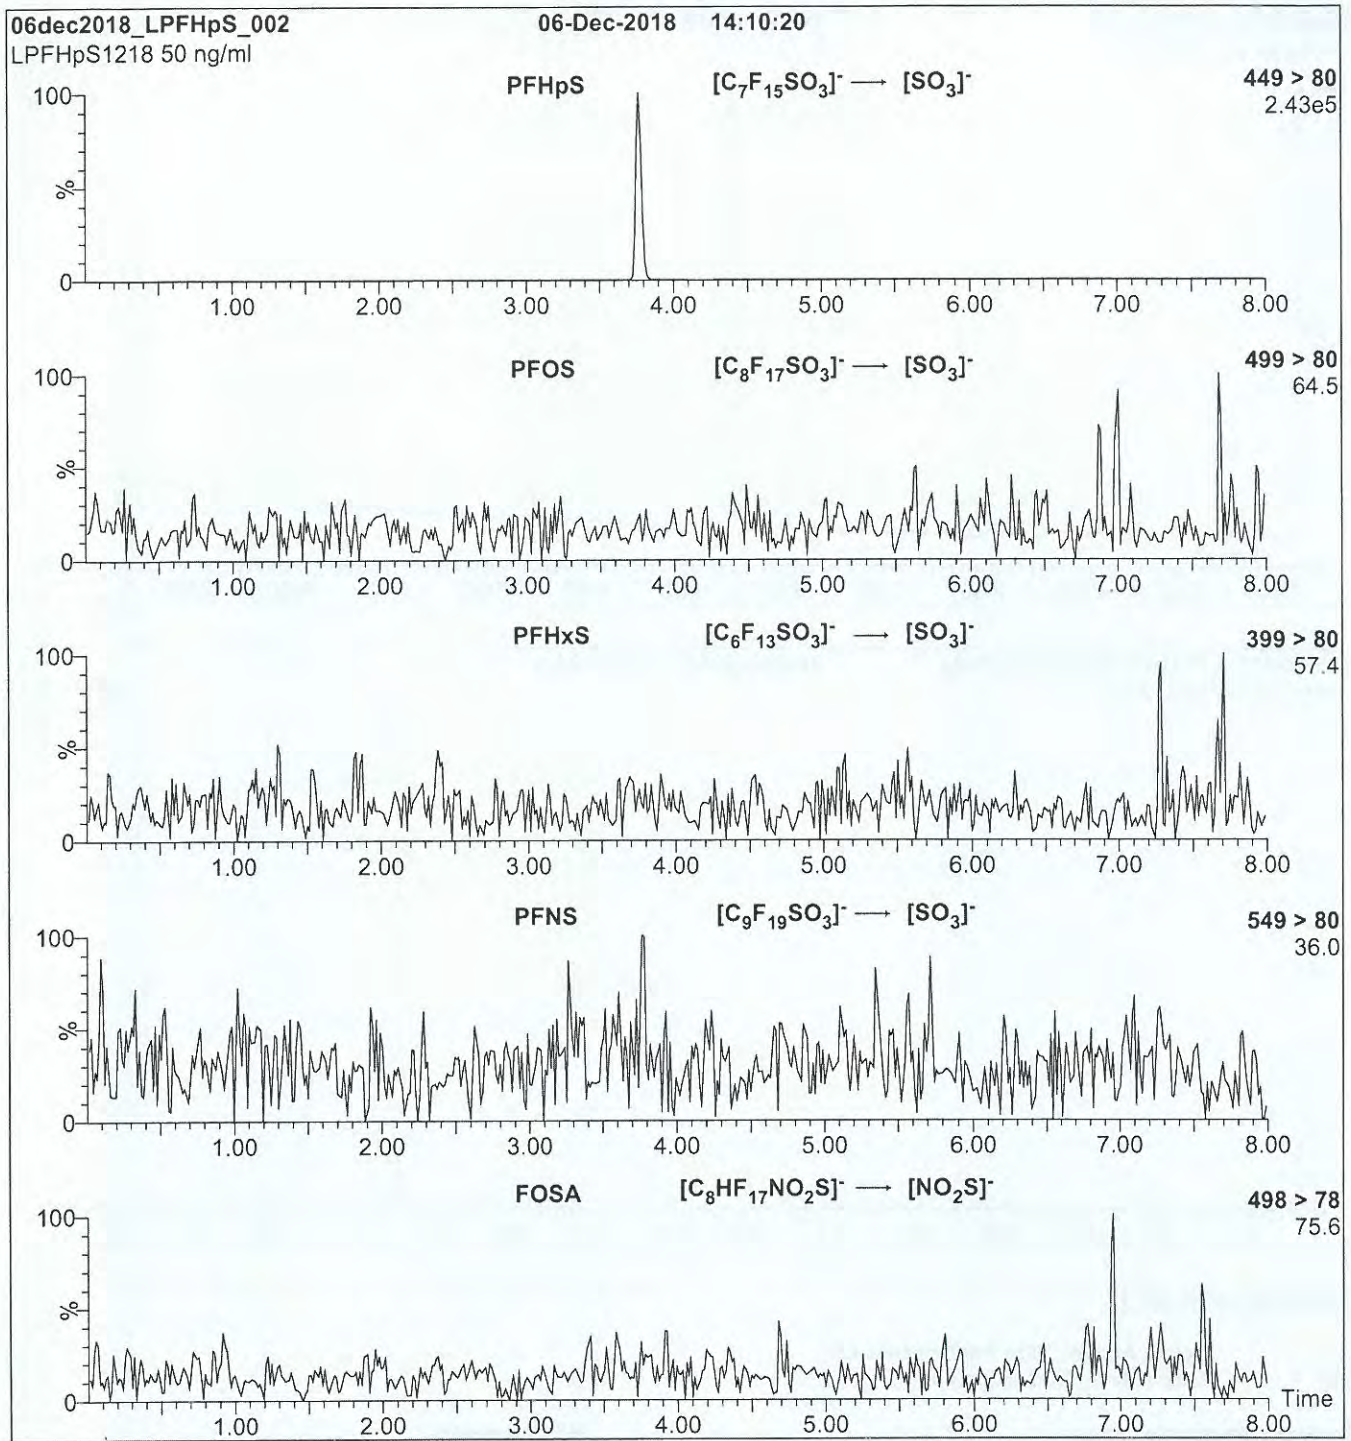 06dec2018_LPFHpS_002 06-Dec-2018 14:10:20
LPFHpS1218 50 ng/ml
PFHpS [C₇F₁₅SO₃]⁻ ⟶ [SO₃]⁻ 449 > 80
2.43e5
100
%
0
1.00 2.00 3.00 4.00 5.00 6.00 7.00 8.00
PFOS [C₈F₁₇SO₃]⁻ ⟶ [SO₃]⁻ 499 > 80
64.5
100
%
0
1.00 2.00 3.00 4.00 5.00 6.00 7.00 8.00
PFHxS [C₆F₁₃SO₃]⁻ ⟶ [SO₃]⁻ 399 > 80
57.4
100
%
0
1.00 2.00 3.00 4.00 5.00 6.00 7.00 8.00
PFNS [C₉F₁₉SO₃]⁻ ⟶ [SO₃]⁻ 549 > 80
36.0
100
%
0
1.00 2.00 3.00 4.00 5.00 6.00 7.00 8.00
FOSA [C₈HF₁₇NO₂S]⁻ ⟶ [NO₂S]⁻ 498 > 78
75.6
100
%
0
Time
1.00 2.00 3.00 4.00 5.00 6.00 7.00 8.00